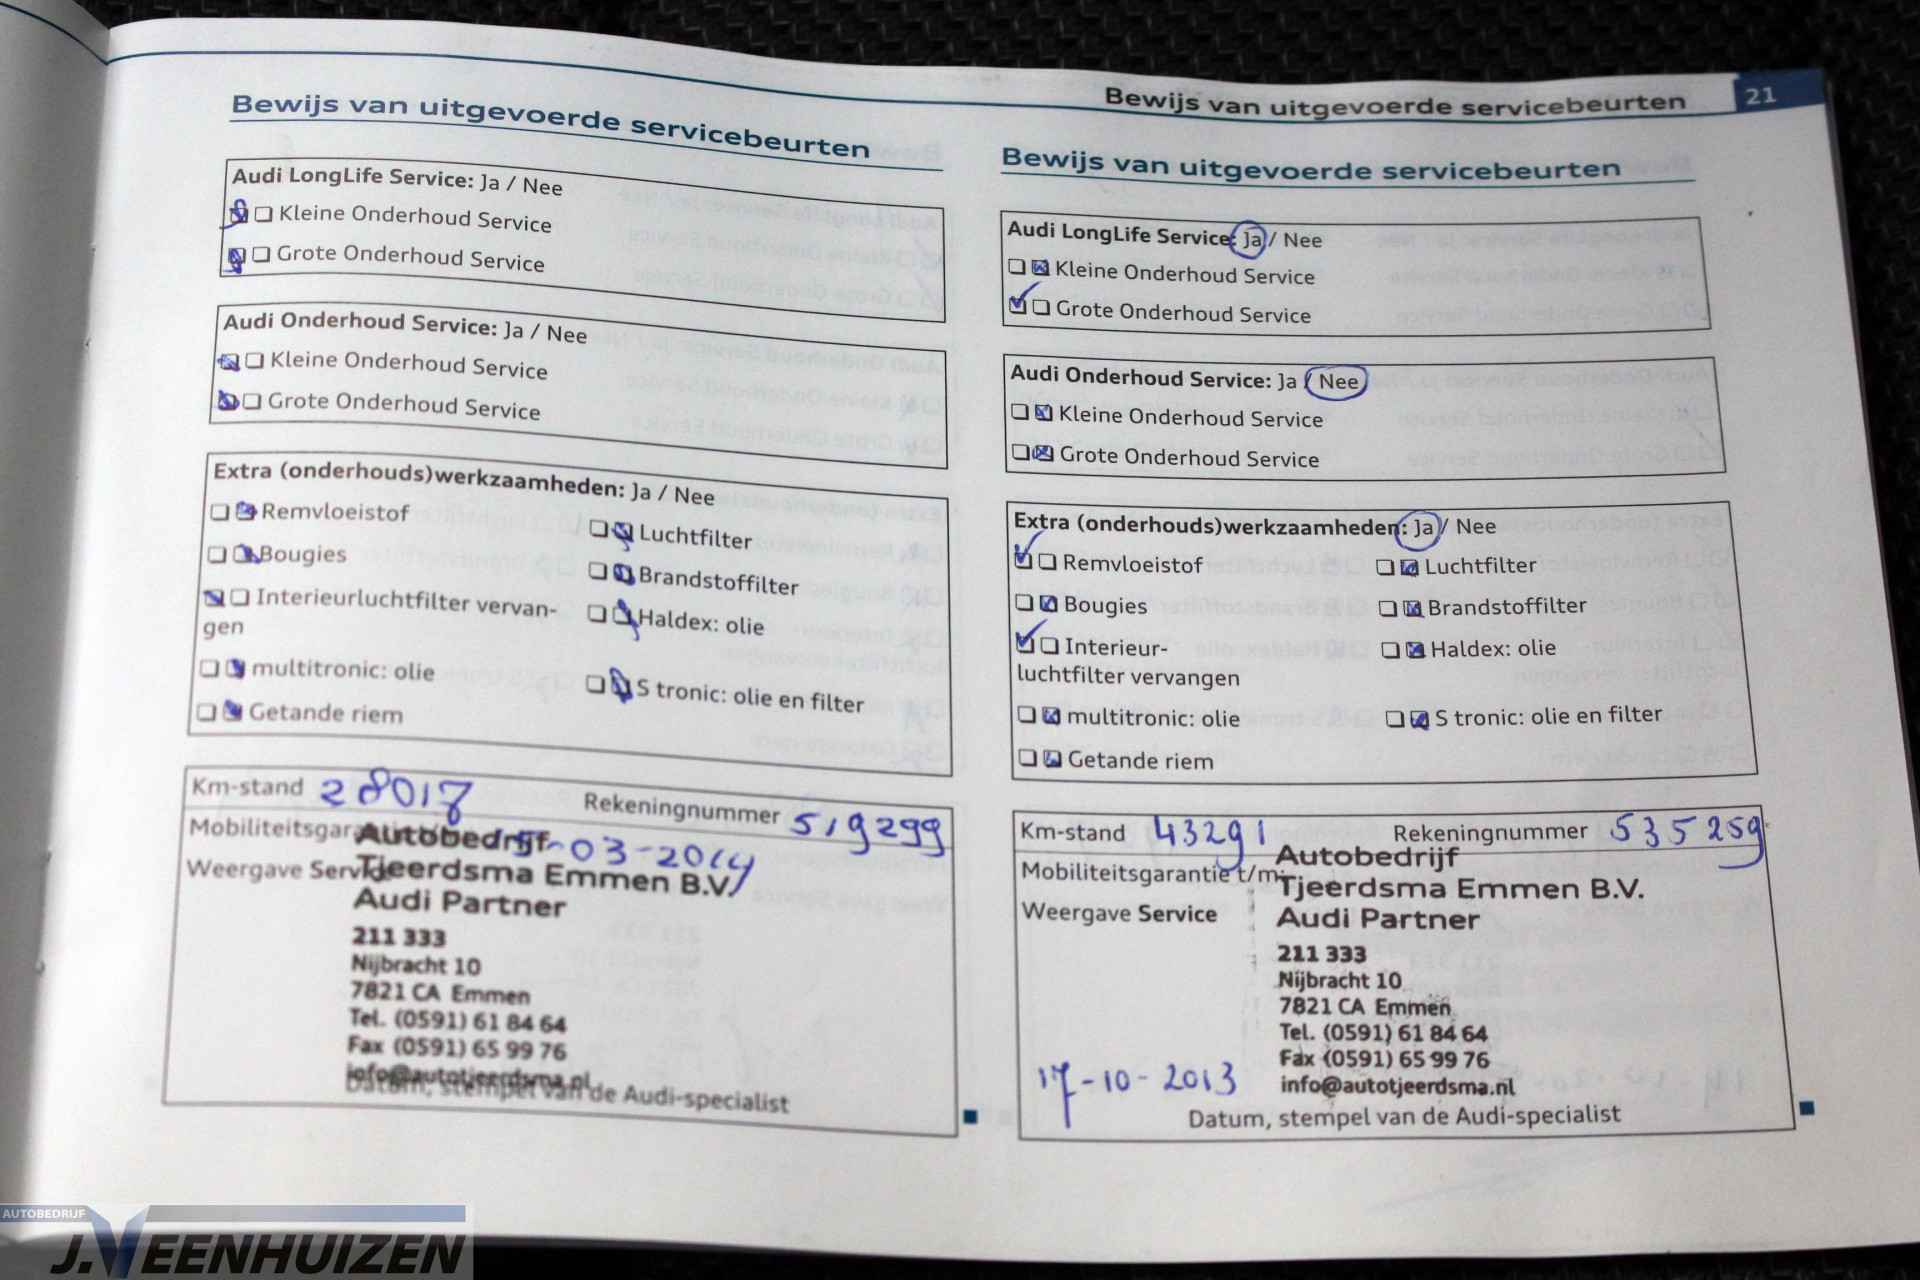 Bewijs van uitgevoerde servicebeurten 21
Bewijs van uitgevoerde servicebeurten
Audi LongLife Service: Ja / Nee
Kleine Onderhoud Service
Grote Onderhoud Service
Audi Onderhoud Service: Ja / Nee
Kleine Onderhoud Service
Grote Onderhoud Service
Extra (onderhouds)werkzaamheden: Ja / Nee
Remvloeistof
Luchtfilter
Bougies
Brandstoffilter
Interieurluchtfilter vervan-
gen
Haldex: olie
multitronic: olie
S tronic: olie en filter
Getande riem
Km-stand 28017 Rekeningnummer 519299
Mobiliteitsgarantie
-03-2014
Weergave Service
Autobedrijf
Tjeerdsma Emmen B.V.
Audi Partner
211 333
Nijbracht 10
7821 CA Emmen
Tel. (0591) 61 84 64
Fax (0591) 65 99 76
info@autotjeerdsma.nl
Datum, stempel van de Audi-specialist
Bewijs van uitgevoerde servicebeurten
Audi LongLife Service: Ja / Nee
Kleine Onderhoud Service
Grote Onderhoud Service
Audi Onderhoud Service: Ja / Nee
Kleine Onderhoud Service
Grote Onderhoud Service
Extra (onderhouds)werkzaamheden: Ja / Nee
Remvloeistof
Luchtfilter
Bougies
Brandstoffilter
Interieur-
luchtfilter vervangen
Haldex: olie
multitronic: olie
S tronic: olie en filter
Getande riem
Km-stand 43291 Rekeningnummer 535259
Mobiliteitsgarantie t/m:
Weergave Service
Autobedrijf
Tjeerdsma Emmen B.V.
Audi Partner
211 333
Nijbracht 10
7821 CA Emmen
Tel. (0591) 61 84 64
Fax (0591) 65 99 76
info@autotjeerdsma.nl
17-10-2013
Datum, stempel van de Audi-specialist
AUTOBEDRIJF
J.VEENHUIZEN